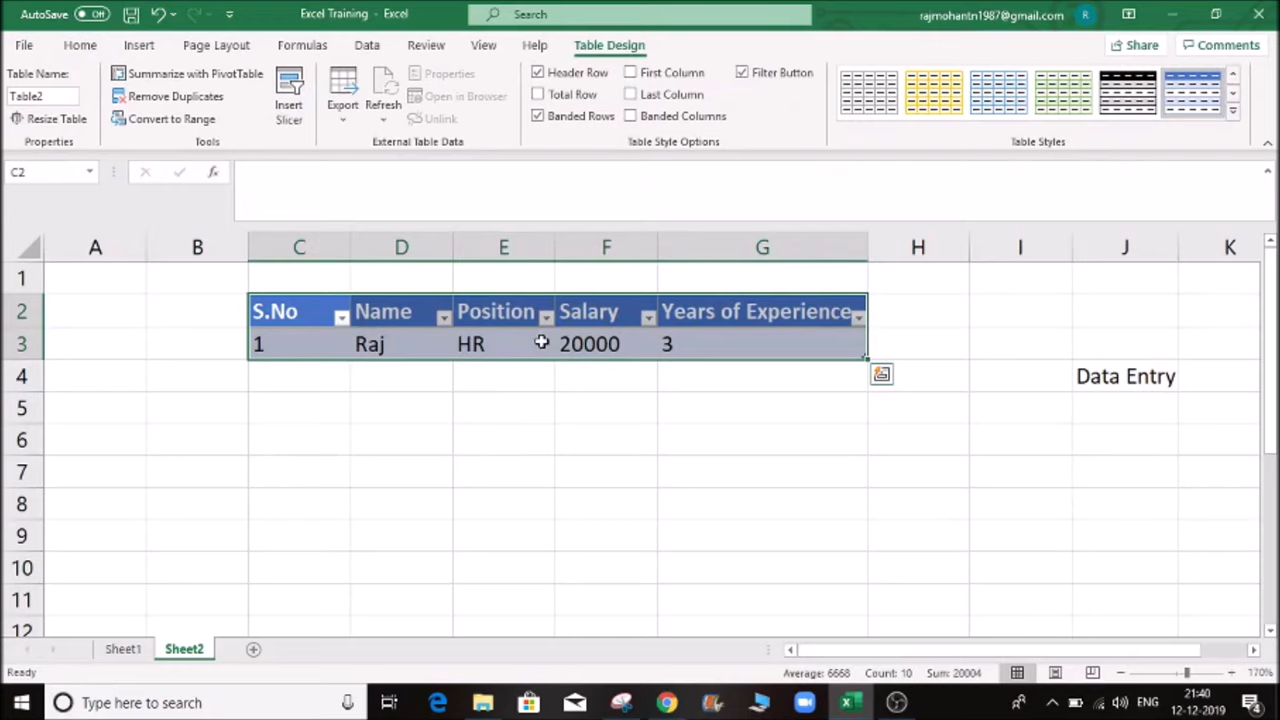 AutoSave Off
Excel Training - Excel
Search
rajmohantn1987@gmail.com
R
File Home Insert Page Layout Formulas Data Review View Help Table Design
Share Comments
Table Name:
Table2
Resize Table
Properties
Summarize with PivotTable
Remove Duplicates
Convert to Range
Insert
Slicer
Tools
Export
Refresh
Properties
Open in Browser
Unlink
External Table Data
Header Row First Column Filter Button
Total Row Last Column
Banded Rows Banded Columns
Table Style Options
Table Styles
C2
fx
A B C D E F G H I J K
1
2 S.No Name Position Salary Years of Experience
3 1 Raj HR 20000 3
4 Data Entry
5
6
7
8
9
10
11
12
Sheet1 Sheet2
Ready
Average: 6668 Count: 10 Sum: 20004
170%
Type here to search
ENG
21:40
12-12-2019
4